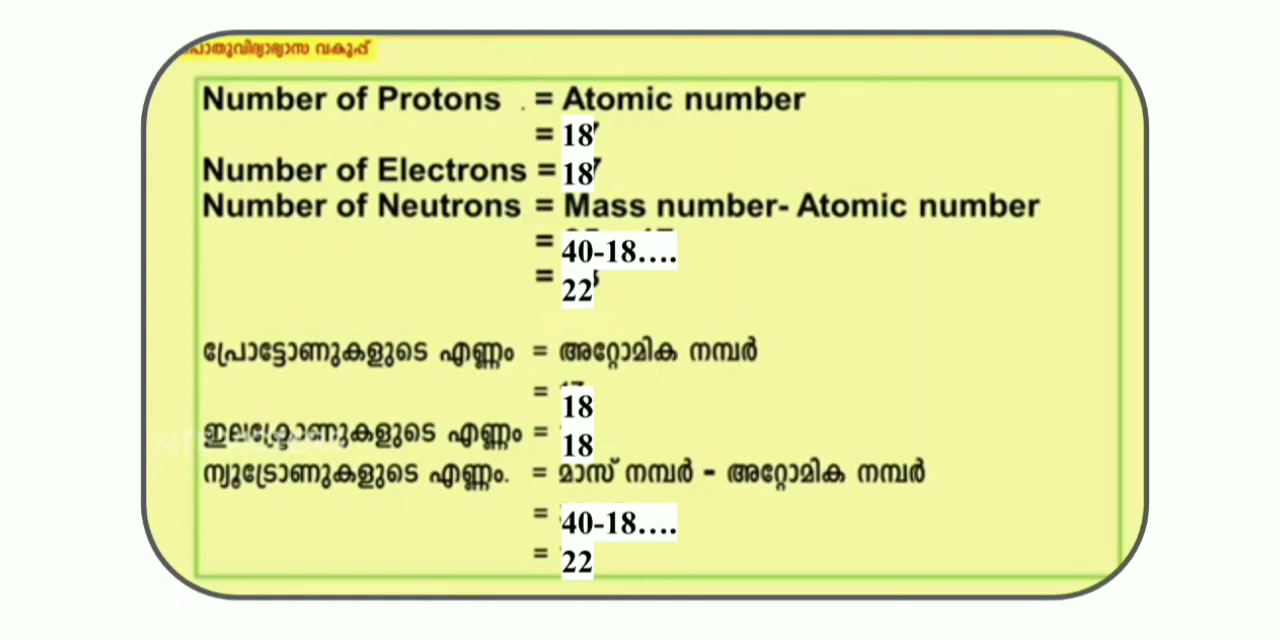 പൊതുവിദ്യാഭ്യാസ വകുപ്പ്
Number of Protons = Atomic number
= 18
Number of Electrons = 18
Number of Neutrons = Mass number- Atomic number
= 40-18....
= 22
പ്രോട്ടോണുകളുടെ എണ്ണം = അറ്റോമിക നമ്പർ
= 18
ഇലക്ട്രോണുകളുടെ എണ്ണം = 18
ന്യൂട്രോണുകളുടെ എണ്ണം. = മാസ് നമ്പർ - അറ്റോമിക നമ്പർ
= 40-18....
= 22